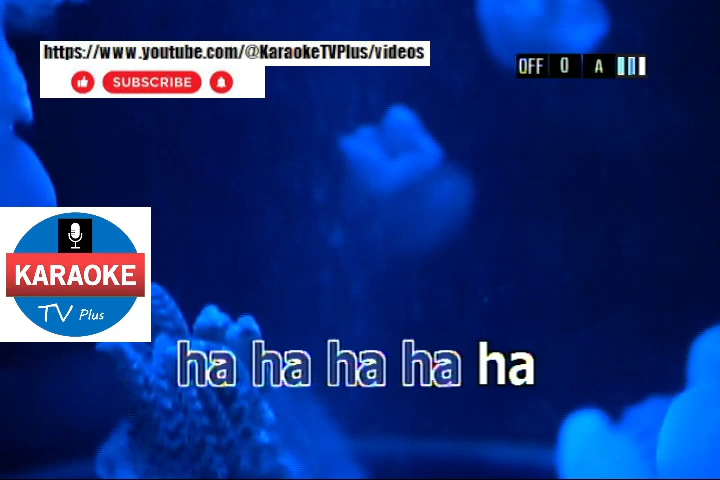 https://www.youtube.com/@KaraokeTVPlus/videos
SUBSCRIBE
OFF 0 A
KARAOKE
TV Plus
ha ha ha ha ha